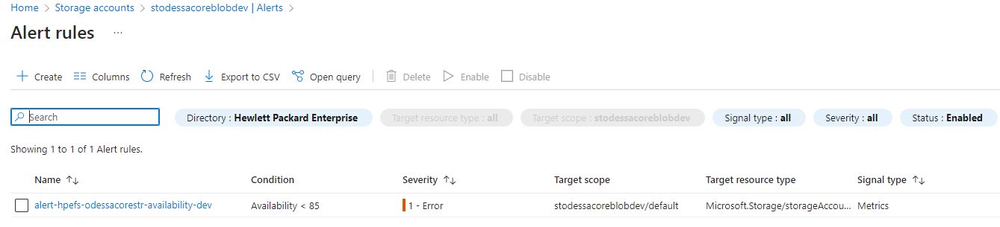 Home > Storage accounts > stodessacoreblobdev | Alerts >
Alert rules ...
Create Columns Refresh Export to CSV Open query Delete Enable Disable
Search Directory : Hewlett Packard Enterprise Target resource type : all Target scope : stodessacoreblobdev Signal type : all Severity : all Status : Enabled
Showing 1 to 1 of 1 Alert rules.
Name ↑↓ Condition Severity ↑↓ Target scope Target resource type Signal type ↑↓
alert-hpefs-odessacorestr-availability-dev Availability < 85 1 - Error stodessacoreblobdev/default Microsoft.Storage/storageAccou... Metrics